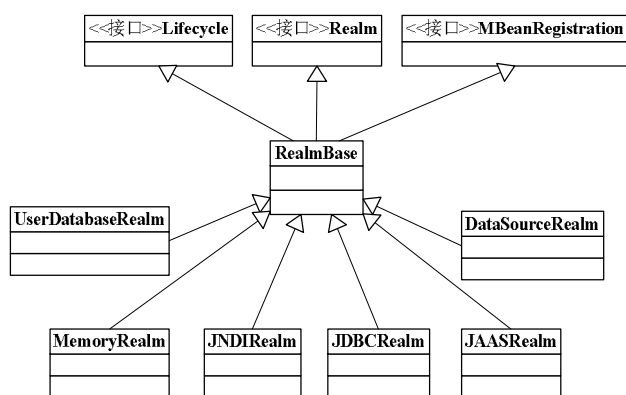 <<接口>>Lifecycle
<<接口>>Realm
<<接口>>MBeanRegistration
RealmBase
UserDatabaseRealm
DataSourceRealm
MemoryRealm
JNDIRealm
JDBCRealm
JAASRealm